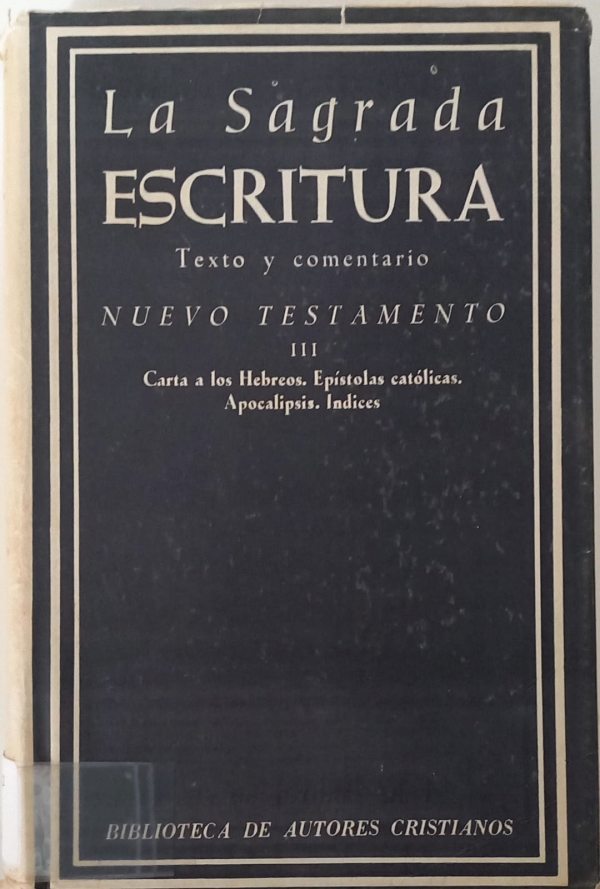 La Sagrada
ESCRITURA
Texto y comentario
NUEVO TESTAMENTO
III
Carta a los Hebreos. Epístolas católicas.
Apocalipsis. Indices
BIBLIOTECA DE AUTORES CRISTIANOS